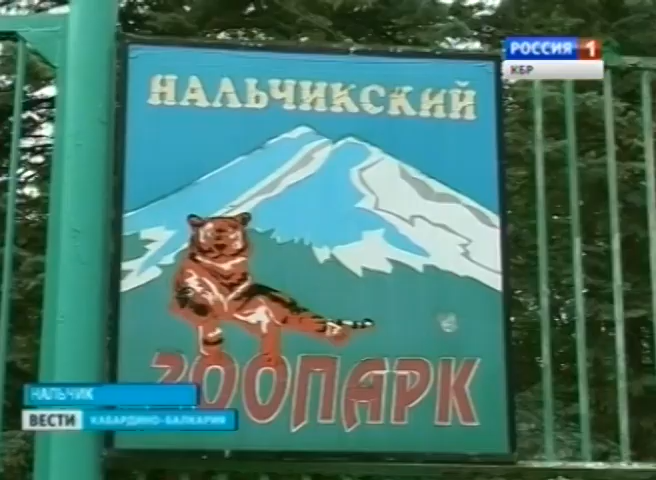 РОССИЯ 1
КБР
НАЛЬЧИКСКИЙ
ЗООПАРК
НАЛЬЧИК
ВЕСТИ КАБАРДИНО-БАЛКАРИЯ